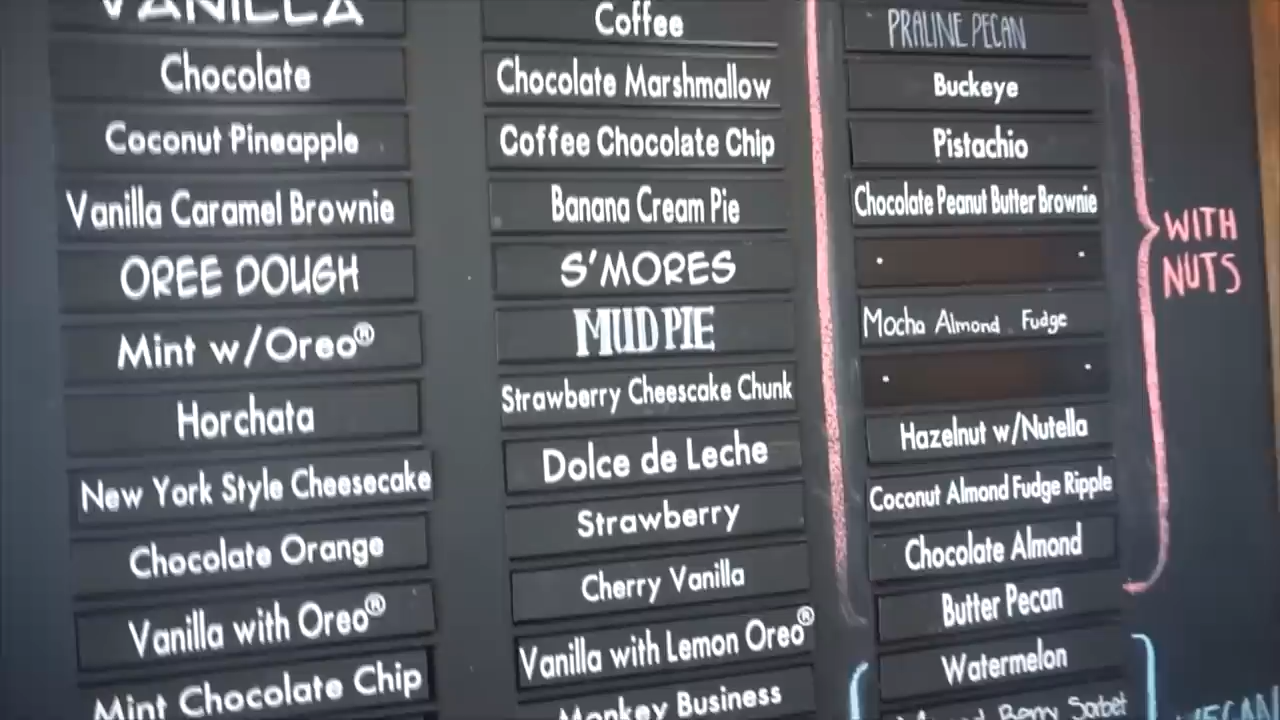 VANILLA
Chocolate
Coconut Pineapple
Vanilla Caramel Brownie
OREE DOUGH
Mint w/Oreo®
Horchata
New York Style Cheesecake
Chocolate Orange
Vanilla with Oreo®
Mint Chocolate Chip
Coffee
Chocolate Marshmallow
Coffee Chocolate Chip
Banana Cream Pie
S'MORES
MUD PIE
Strawberry Cheescake Chunk
Dolce de Leche
Strawberry
Cherry Vanilla
Vanilla with Lemon Oreo®
Monkey Business
PRALINE PECAN
Buckeye
Pistachio
Chocolate Peanut Butter Brownie
Mocha Almond Fudge
Hazelnut w/Nutella
Coconut Almond Fudge Ripple
Chocolate Almond
Butter Pecan
Watermelon
Berry Sorbet
WITH
NUTS
VEGAN